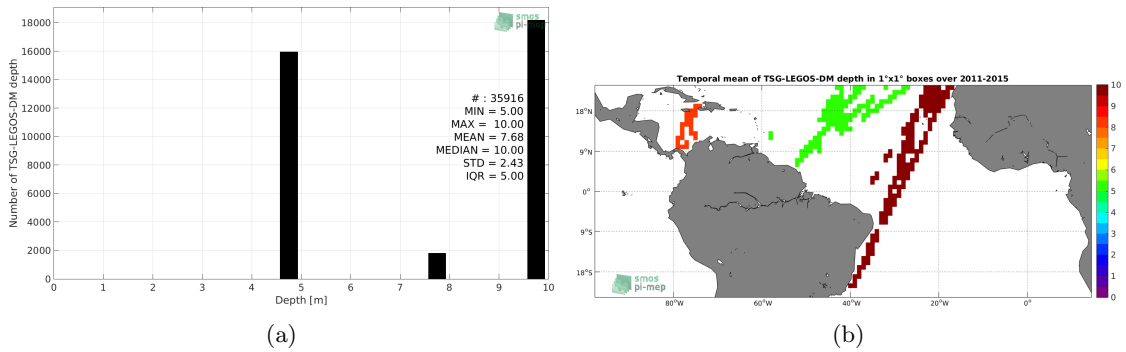 18000
16000
14000
12000
10000
8000
6000
4000
2000
0
Number of TSG-LEGOS-DM depth
smos
pi-mep
# : 35916
MIN = 5.00
MAX = 10.00
MEAN = 7.68
MEDIAN = 10.00
STD = 2.43
IQR = 5.00
0 1 2 3 4 5 6 7 8 9 10
Depth [m]
(a)
Temporal mean of TSG-LEGOS-DM depth in 1°x1° boxes over 2011-2015
18°N
9°N
0°
9°S
18°S
smos
pi-mep
80°W 60°W 40°W 20°W 0°
10
9
8
7
6
5
4
3
2
1
0
(b)